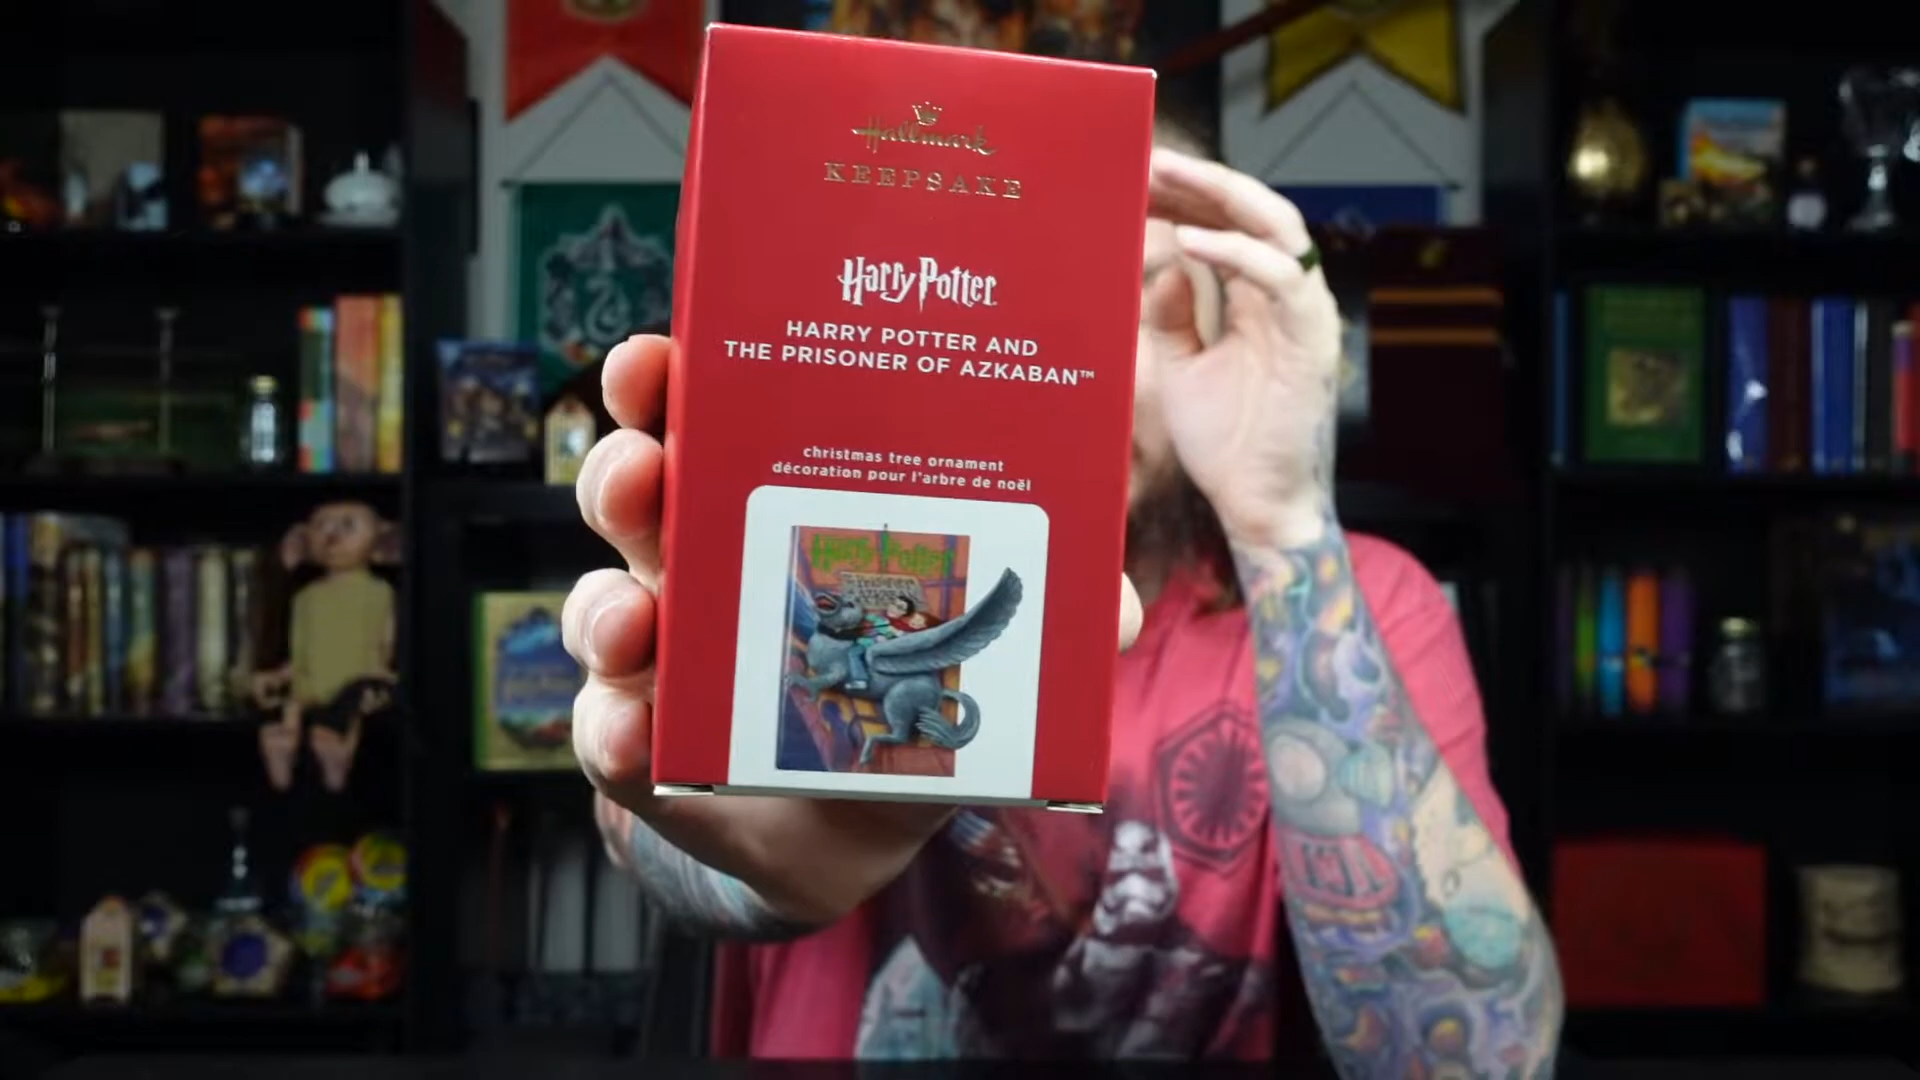 Hallmark
KEEPSAKE
Harry Potter
HARRY POTTER AND
THE PRISONER OF AZKABAN™
christmas tree ornament
décoration pour l'arbre de noël
Harry Potter